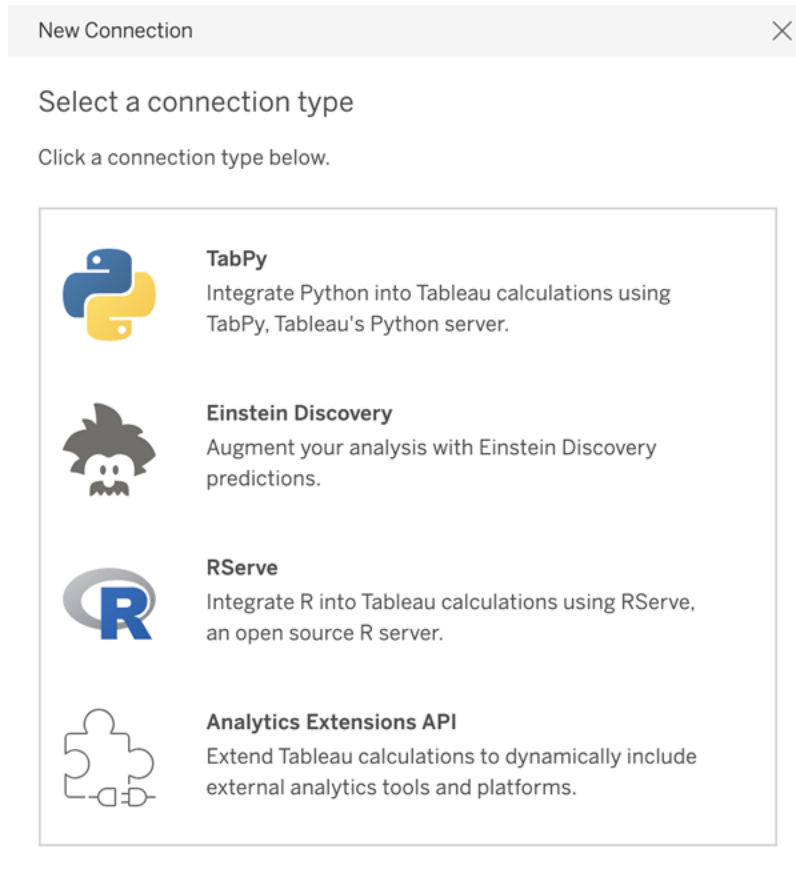 New Connection
Select a connection type
Click a connection type below.
TabPy
Integrate Python into Tableau calculations using
TabPy, Tableau's Python server.
Einstein Discovery
Augment your analysis with Einstein Discovery
predictions.
RServe
Integrate R into Tableau calculations using RServe,
an open source R server.
Analytics Extensions API
Extend Tableau calculations to dynamically include
external analytics tools and platforms.